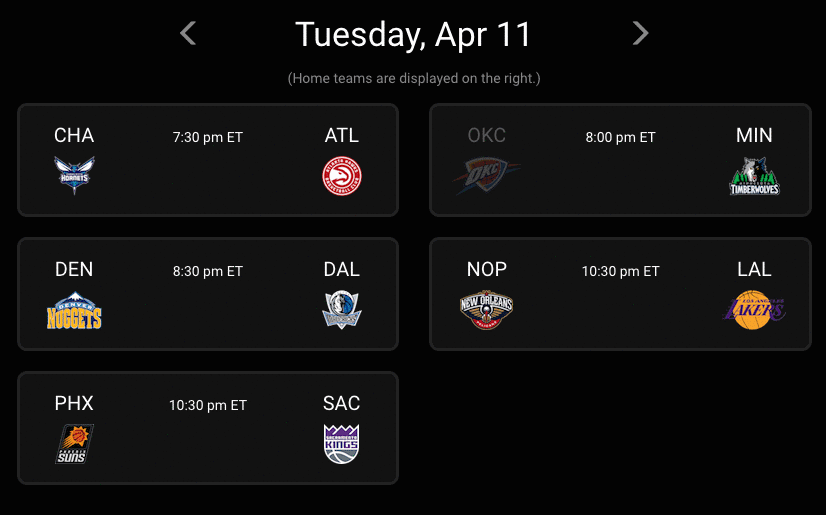 Tuesday, Apr 11
(Home teams are displayed on the right.)
CHA 7:30 pm ET ATL
HORNETS
OKC 8:00 pm ET MIN
OKC
TIMBERWOLVES
DEN 8:30 pm ET DAL
DENVER
NUGGETS
NOP 10:30 pm ET LAL
NEW ORLEANS
PELICANS
LOS ANGELES
LAKERS
PHX 10:30 pm ET SAC
PHOENIX
SUNS
SACRAMENTO
KINGS